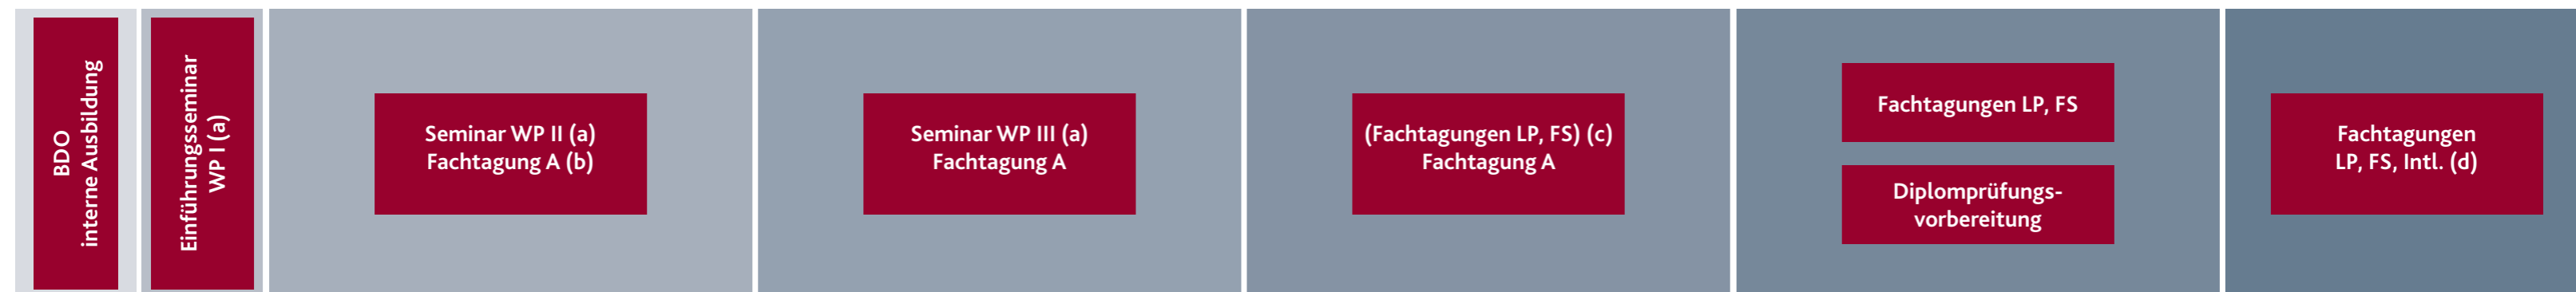 BDO
interne Ausbildung
Einführungsseminar
WP I (a)
Seminar WP II (a)
Fachtagung A (b)
Seminar WP III (a)
Fachtagung A
(Fachtagungen LP, FS) (c)
Fachtagung A
Fachtagungen LP, FS
Diplomprüfungs-
vorbereitung
Fachtagungen
LP, FS, Intl. (d)